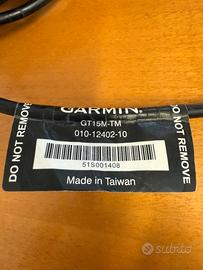 GARMIN.
GT15M-TM
010-12402-10
51S001408
Made in Taiwan
DO NOT REMOVE
DO NOT REMOVE
subito